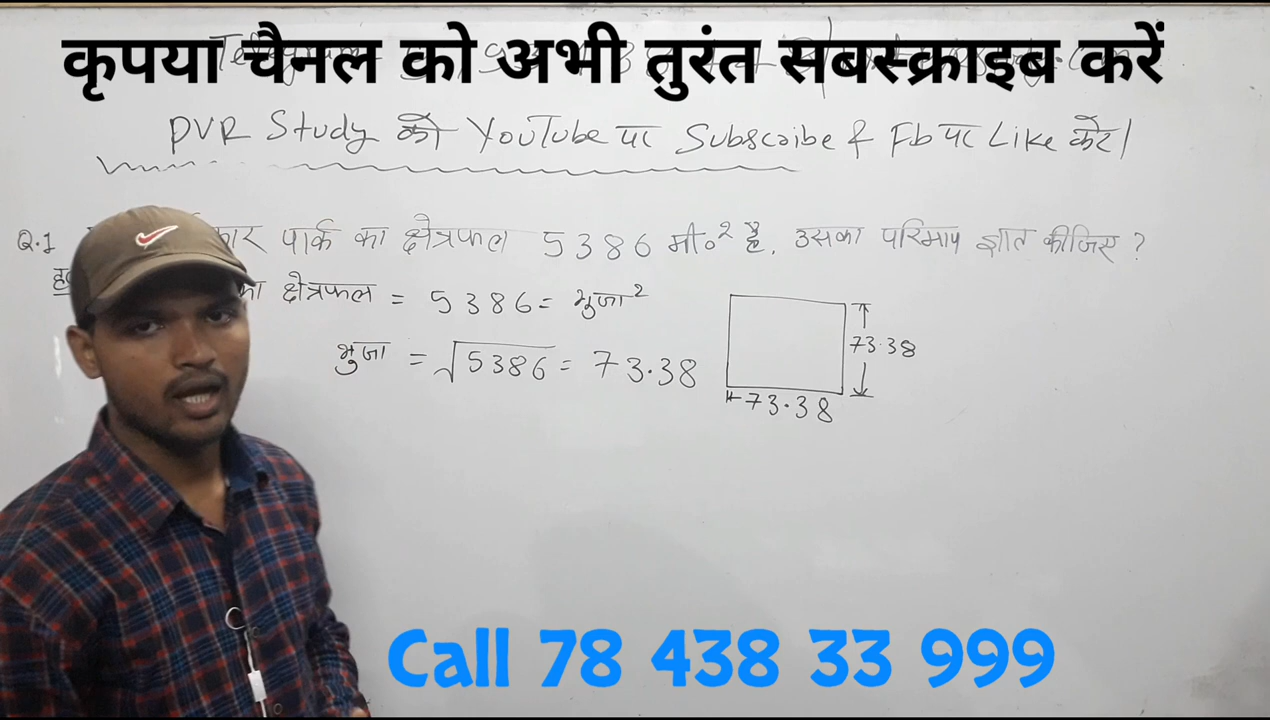 कृपया चैनल को अभी तुरंत सबस्क्राइब करें
PVR Study को YouTube पर Subscribe & Fb पर Like करें।
Q.1 कार पार्क का क्षेत्रफल 5386 मी॰² है, उसका परिमाप ज्ञात कीजिए ?
का क्षेत्रफल = 5386 = भुजा²
भुजा = √5386 = 73.38
73.38
73.38
Call 78 438 33 999